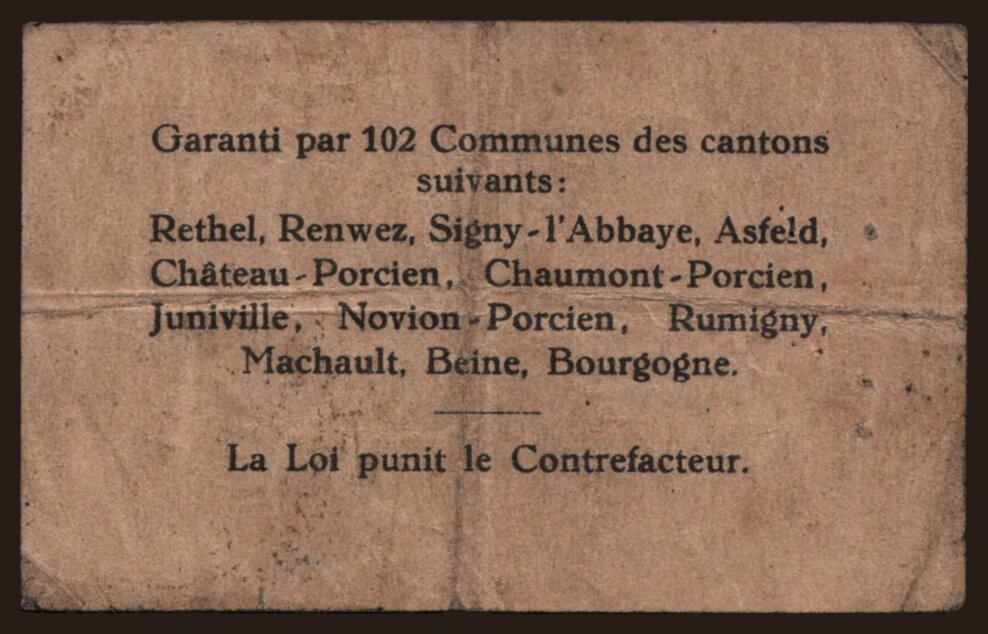 Garanti par 102 Communes des cantons
suivants:
Rethel, Renwez, Signy-l'Abbaye, Asfeld,
Château-Porcien, Chaumont-Porcien,
Juniville, Novion-Porcien, Rumigny,
Machault, Beine, Bourgogne.
La Loi punit le Contrefacteur.